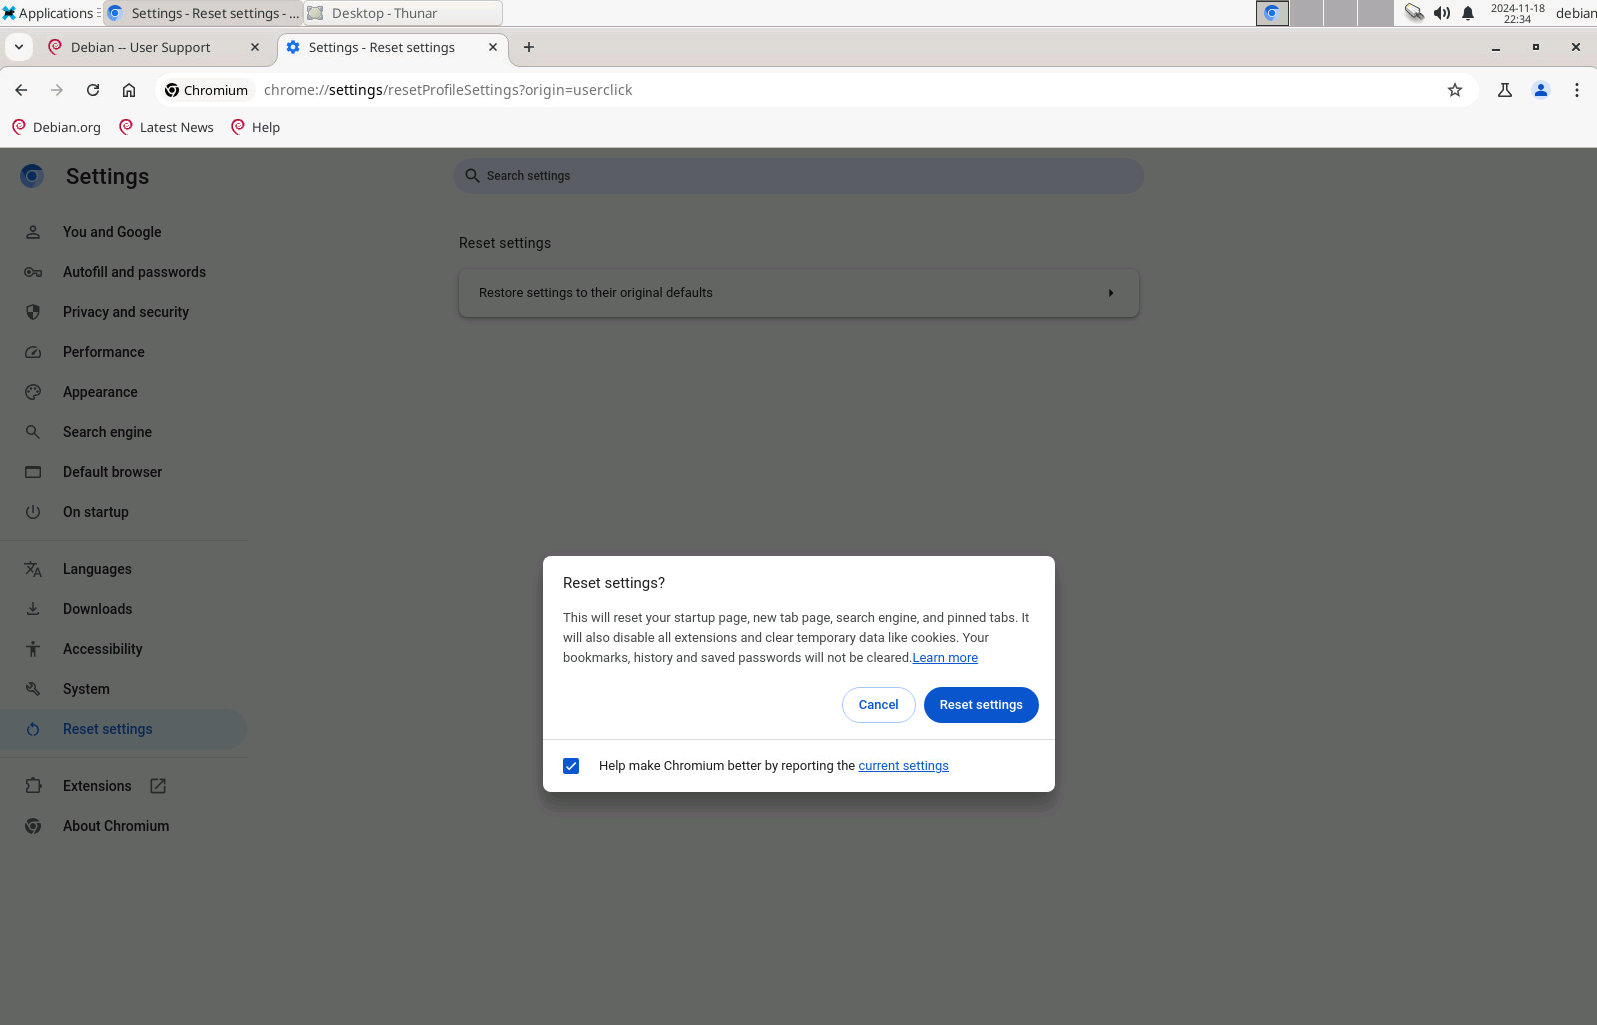 Applications
Settings - Reset settings - ...
Desktop - Thunar
2024-11-18
22:34
debian
Debian -- User Support
Settings - Reset settings
Chromium
chrome://settings/resetProfileSettings?origin=userclick
Debian.org
Latest News
Help
Settings
Search settings
You and Google
Autofill and passwords
Privacy and security
Performance
Appearance
Search engine
Default browser
On startup
Languages
Downloads
Accessibility
System
Reset settings
Extensions
About Chromium
Reset settings
Restore settings to their original defaults
Reset settings?
This will reset your startup page, new tab page, search engine, and pinned tabs. It
will also disable all extensions and clear temporary data like cookies. Your
bookmarks, history and saved passwords will not be cleared.Learn more
Cancel
Reset settings
Help make Chromium better by reporting the current settings